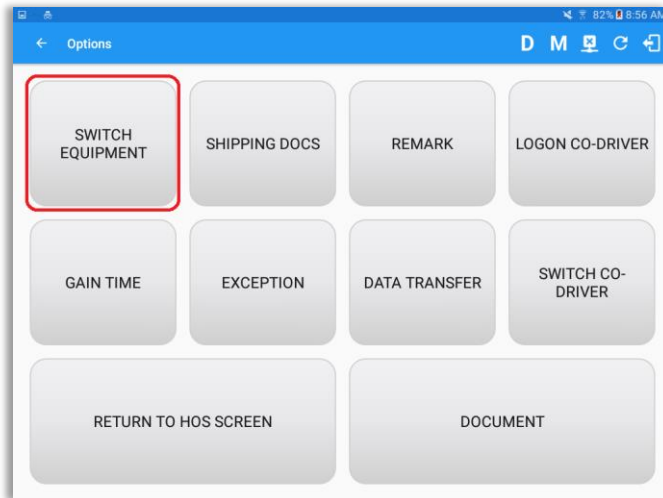 82% 8:56 AM
Options
D M
SWITCH
EQUIPMENT
SHIPPING DOCS
REMARK
LOGON CO-DRIVER
GAIN TIME
EXCEPTION
DATA TRANSFER
SWITCH CO-
DRIVER
RETURN TO HOS SCREEN
DOCUMENT